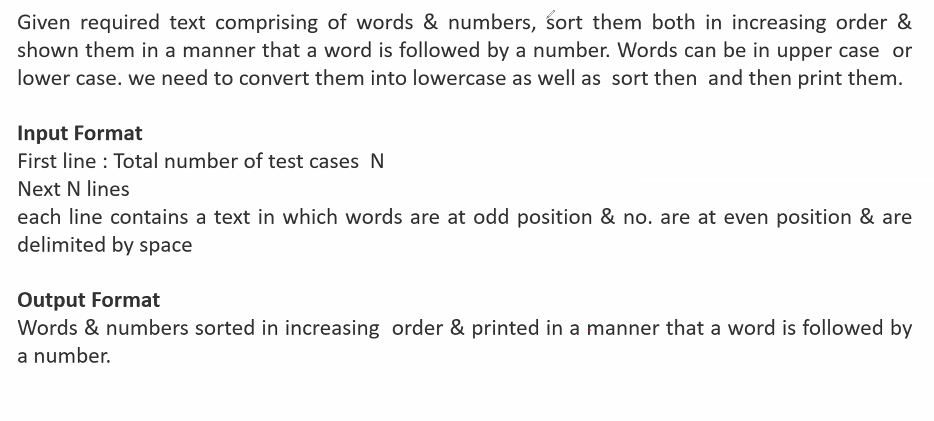 Given required text comprising of words & numbers, sort them both in increasing order &
shown them in a manner that a word is followed by a number. Words can be in upper case or
lower case. we need to convert them into lowercase as well as sort then and then print them.
Input Format
First line : Total number of test cases N
Next N lines
each line contains a text in which words are at odd position & no. are at even position & are
delimited by space
Output Format
Words & numbers sorted in increasing order & printed in a manner that a word is followed by
a number.